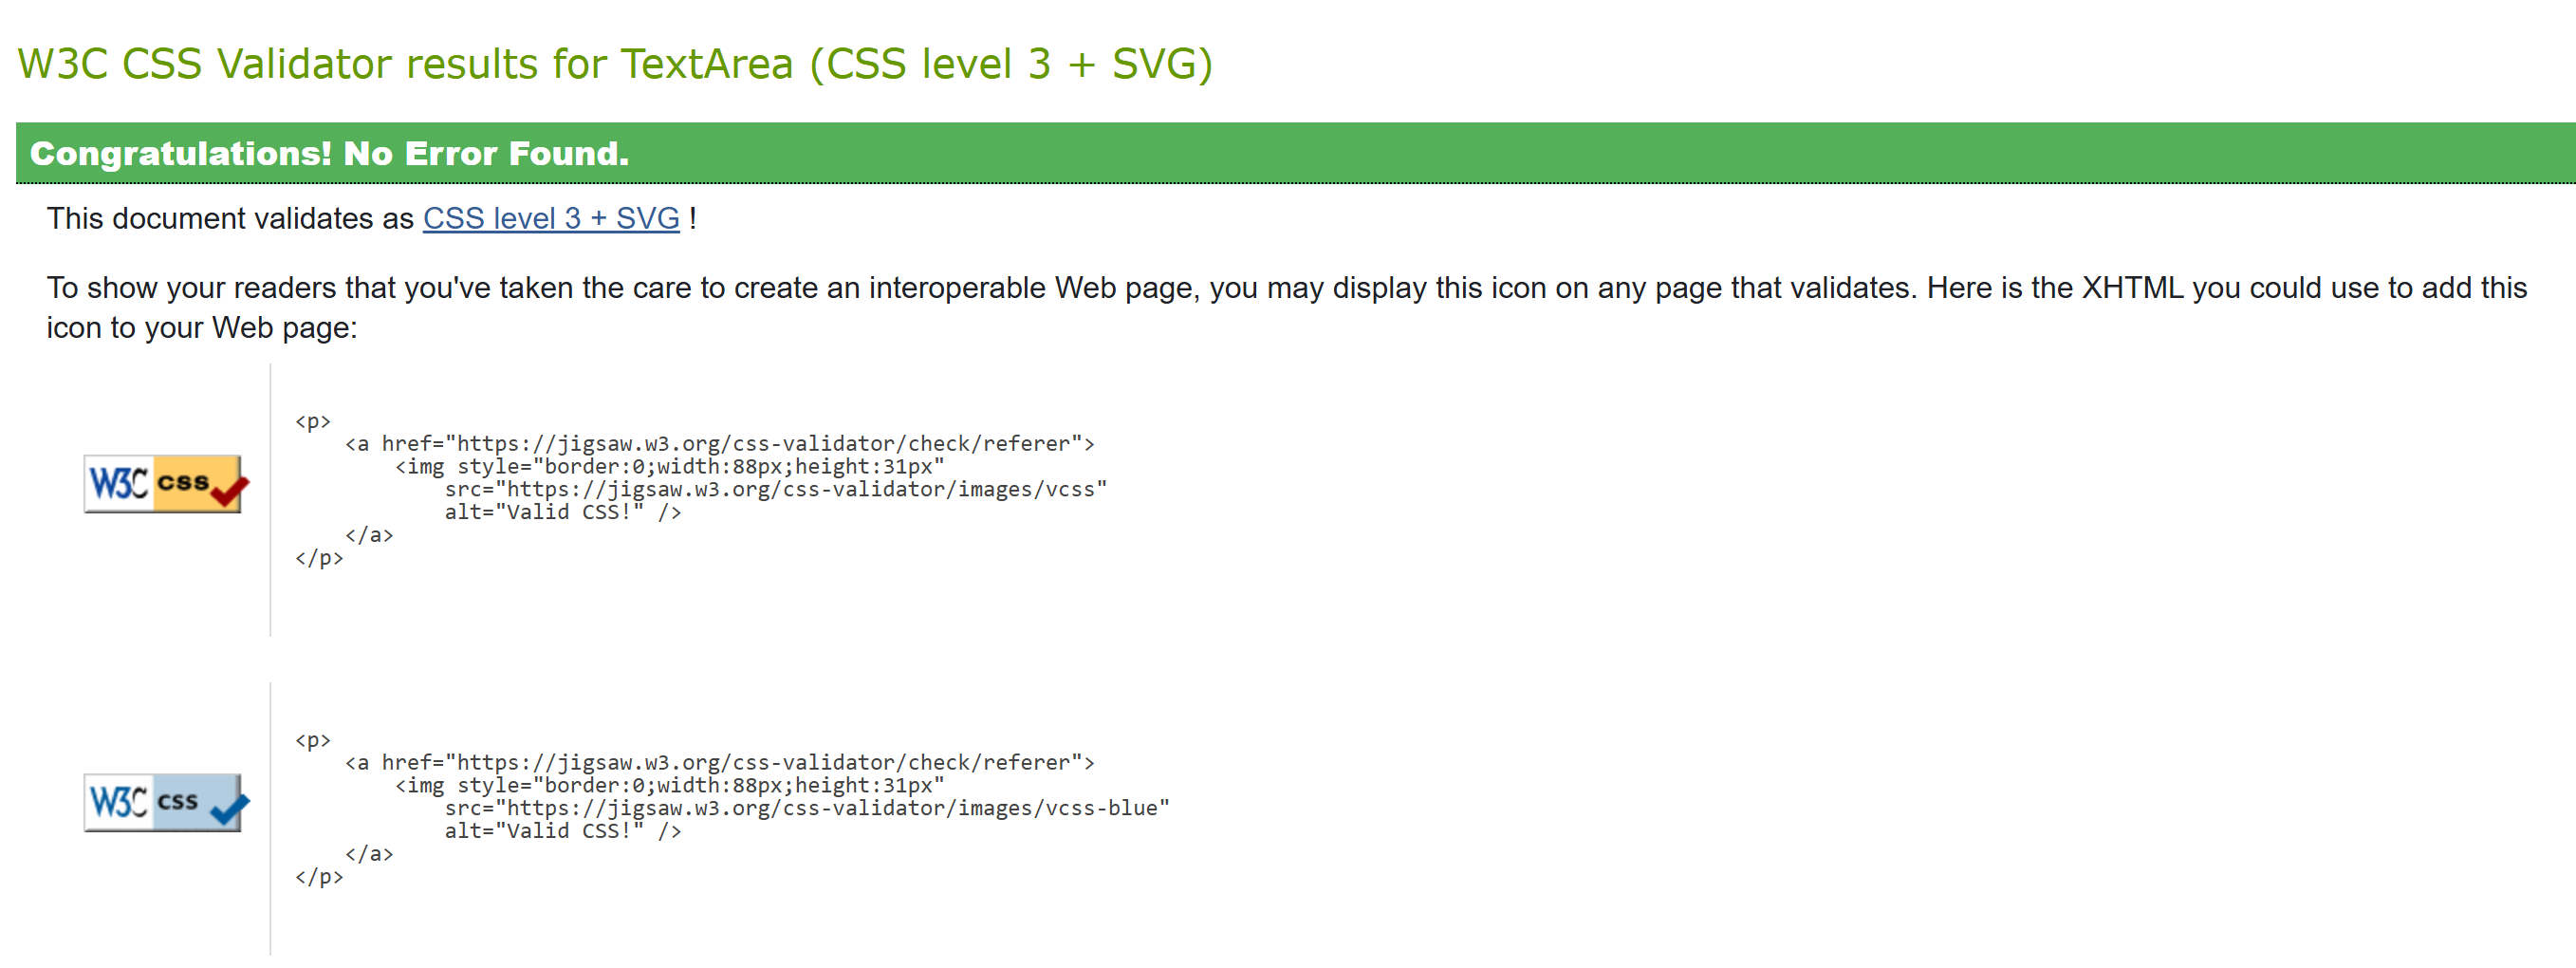 W3C CSS Validator results for TextArea (CSS level 3 + SVG)
Congratulations! No Error Found.
This document validates as CSS level 3 + SVG !
To show your readers that you've taken the care to create an interoperable Web page, you may display this icon on any page that validates. Here is the XHTML you could use to add this
icon to your Web page:
W3C css
<p>
    <a href="https://jigsaw.w3.org/css-validator/check/referer">
        <img style="border:0;width:88px;height:31px"
            src="https://jigsaw.w3.org/css-validator/images/vcss"
            alt="Valid CSS!" />
    </a>
</p>
W3C css
<p>
    <a href="https://jigsaw.w3.org/css-validator/check/referer">
        <img style="border:0;width:88px;height:31px"
            src="https://jigsaw.w3.org/css-validator/images/vcss-blue"
            alt="Valid CSS!" />
    </a>
</p>